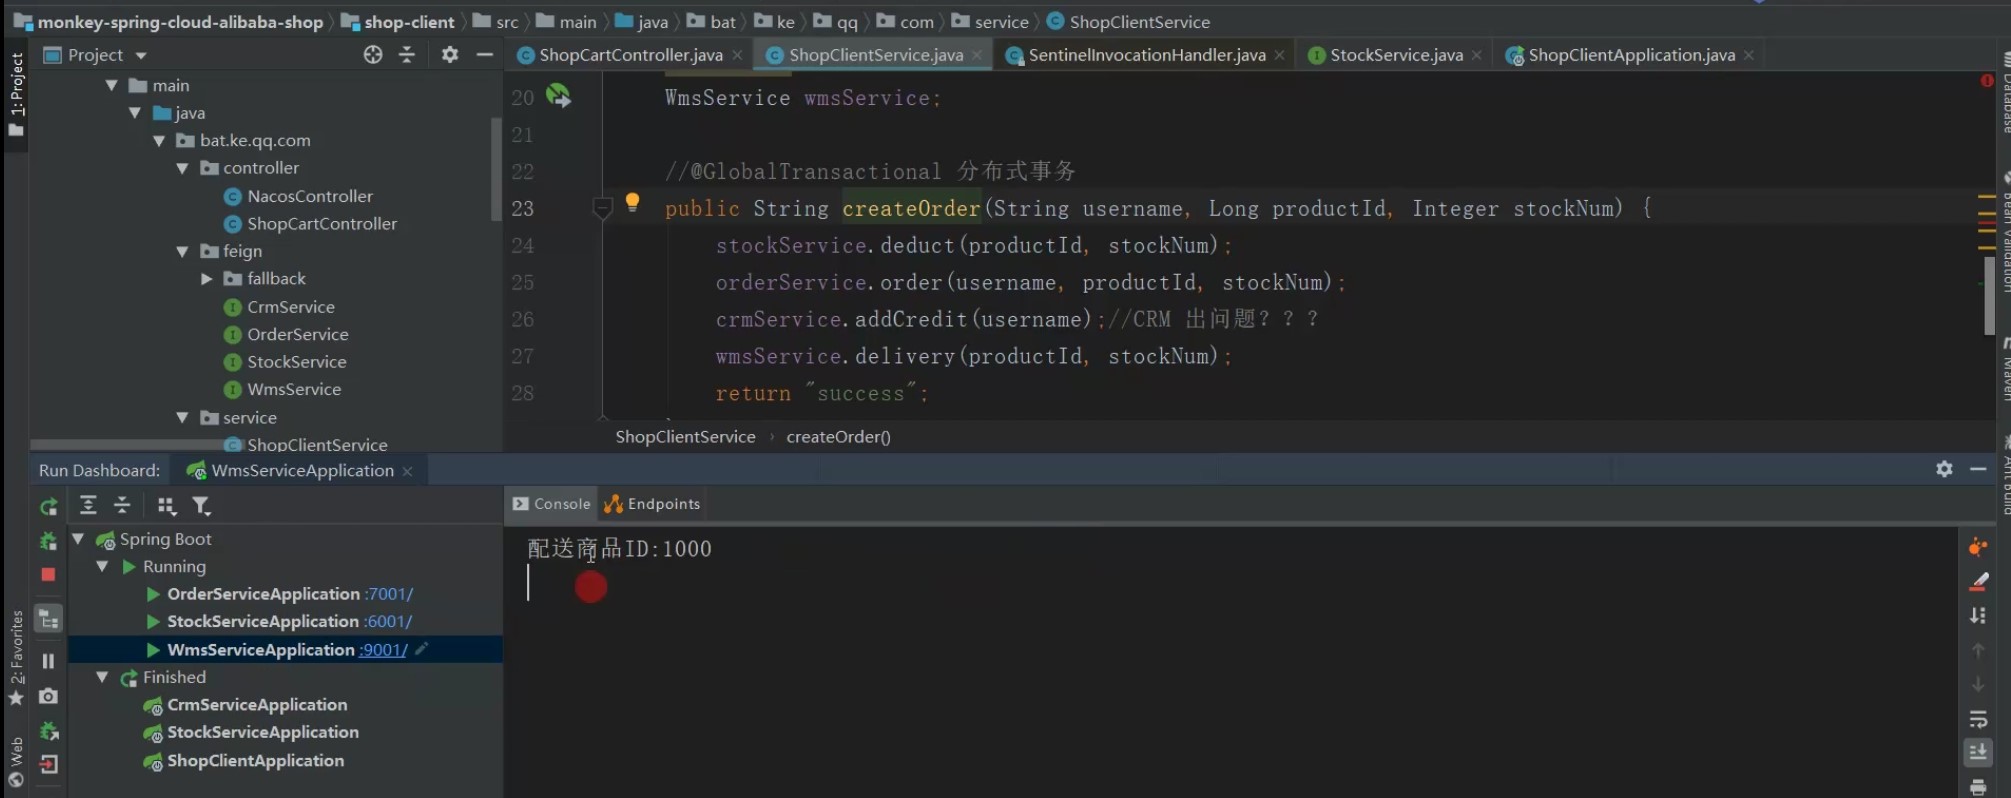 monkey-spring-cloud-alibaba-shop shop-client src main java bat ke qq com service ShopClientService
1: Project
Project
ShopCartController.java ShopClientService.java SentinelInvocationHandler.java StockService.java ShopClientApplication.java
main
java
bat.ke.qq.com
controller
NacosController
ShopCartController
feign
fallback
CrmService
OrderService
StockService
WmsService
service
ShopClientService
20 WmsService wmsService;
21
22 //@GlobalTransactional 分布式事务
23 public String createOrder(String username, Long productId, Integer stockNum) {
24 stockService.deduct(productId, stockNum);
25 orderService.order(username, productId, stockNum);
26 crmService.addCredit(username);//CRM 出问题？？？
27 wmsService.delivery(productId, stockNum);
28 return "success";
ShopClientService createOrder()
Database
Bean Validation
Maven
Ant Build
Run Dashboard: WmsServiceApplication
Console Endpoints
Spring Boot
Running
OrderServiceApplication :7001/
StockServiceApplication :6001/
WmsServiceApplication :9001/
Finished
CrmServiceApplication
StockServiceApplication
ShopClientApplication
配送商品ID:1000
2: Favorites
Web